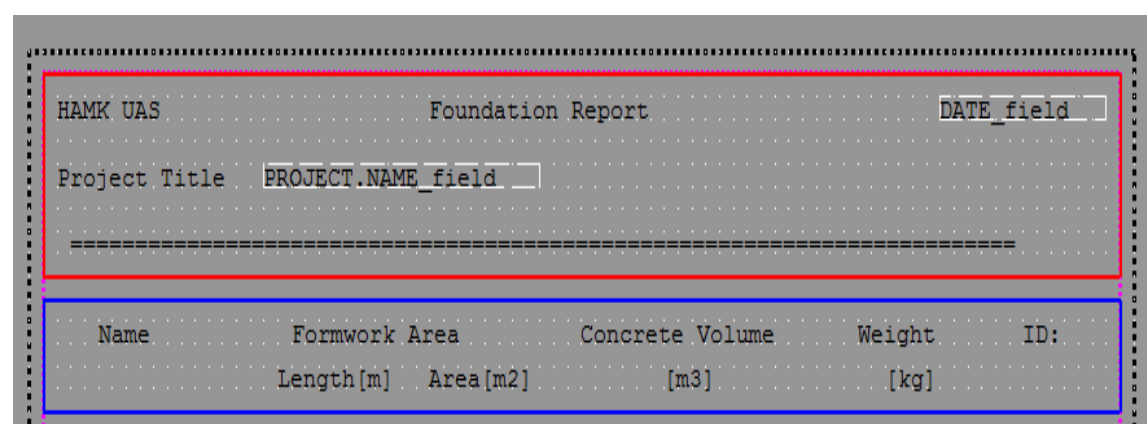 HAMK UAS Foundation Report DATE_field
Project Title PROJECT.NAME_field
=========================================================================
Name Formwork Area Concrete Volume Weight ID:
Length[m] Area[m2] [m3] [kg]